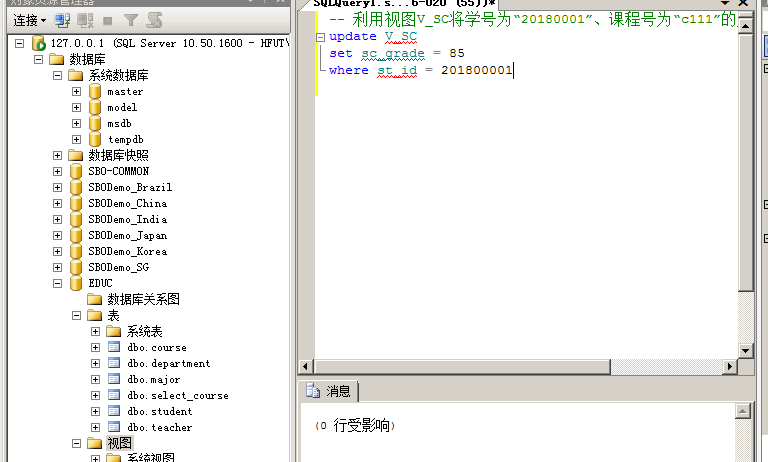 连接
127.0.0.1 (SQL Server 10.50.1600 - HFUT\
数据库
系统数据库
master
model
msdb
tempdb
数据库快照
SBO-COMMON
SBODemo_Brazil
SBODemo_China
SBODemo_India
SBODemo_Japan
SBODemo_Korea
SBODemo_SG
EDUC
数据库关系图
表
系统表
dbo.course
dbo.department
dbo.major
dbo.select_course
dbo.student
dbo.teacher
视图
系统视图
-- 利用视图V_SC将学号为“20180001”、课程号为“c111”的
update V_SC
set sc_grade = 85
where st_id = 201800001
消息
(0 行受影响)